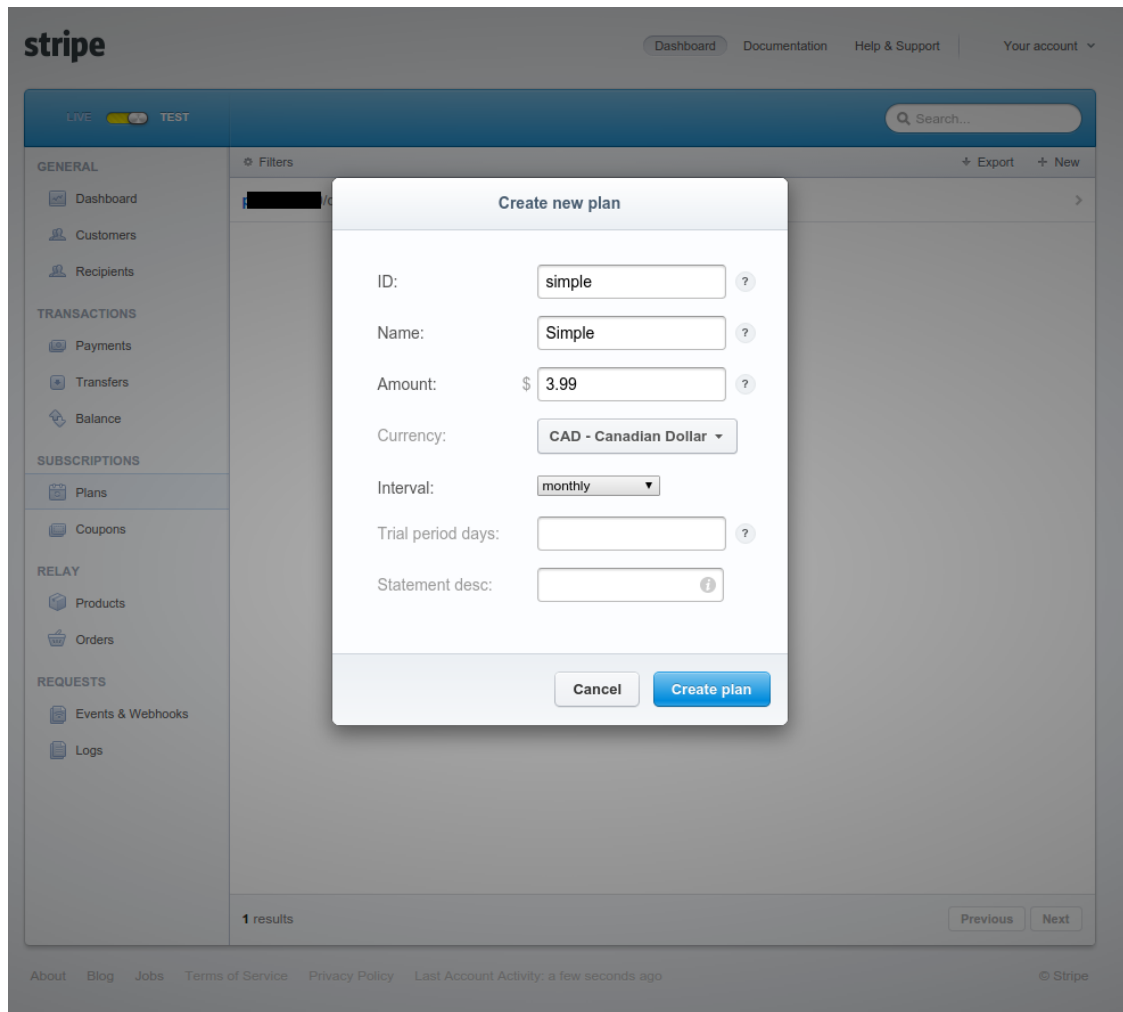 stripe
Dashboard Documentation Help & Support Your account
LIVE TEST
Search...
GENERAL
Dashboard
Customers
Recipients
TRANSACTIONS
Payments
Transfers
Balance
SUBSCRIPTIONS
Plans
Coupons
RELAY
Products
Orders
REQUESTS
Events & Webhooks
Logs
Filters Export New
Create new plan
ID: simple ?
Name: Simple ?
Amount: $ 3.99 ?
Currency: CAD - Canadian Dollar
Interval: monthly
Trial period days: ?
Statement desc:
Cancel Create plan
1 results Previous Next
About Blog Jobs Terms of Service Privacy Policy Last Account Activity: a few seconds ago © Stripe